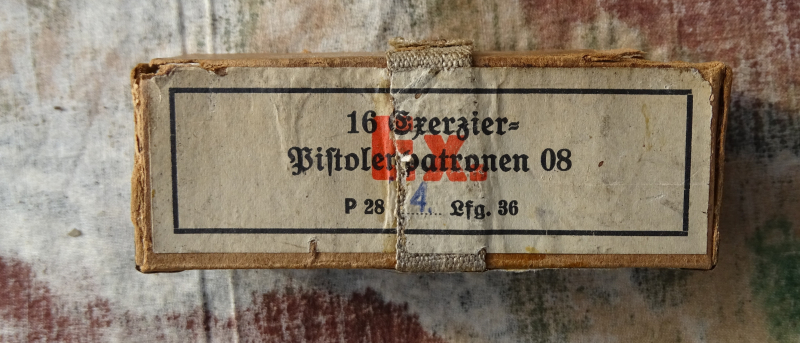 16 Exerzier=
Pistolenpatronen 08
Ex.
P 28 4 Lfg. 36